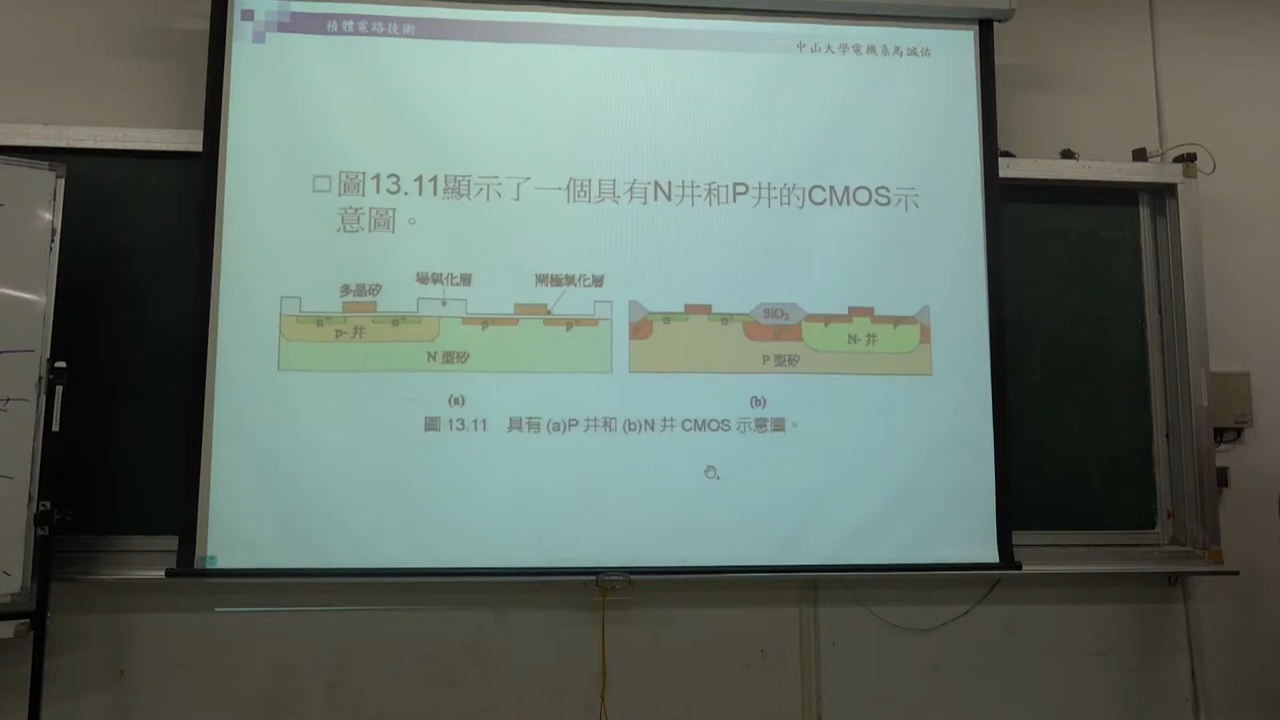 積體電路技術
中山大學電機系馬誠佑
圖13.11顯示了一個具有N井和P井的CMOS示
意圖。
場氧化層
閘極氧化層
多晶矽
SiO₂
n⁺ n⁺ p⁺ p⁺
p- 井
N- 井
N 型矽
P 型矽
(a)
(b)
圖 13.11 具有 (a)P 井和 (b)N 井 CMOS 示意圖。